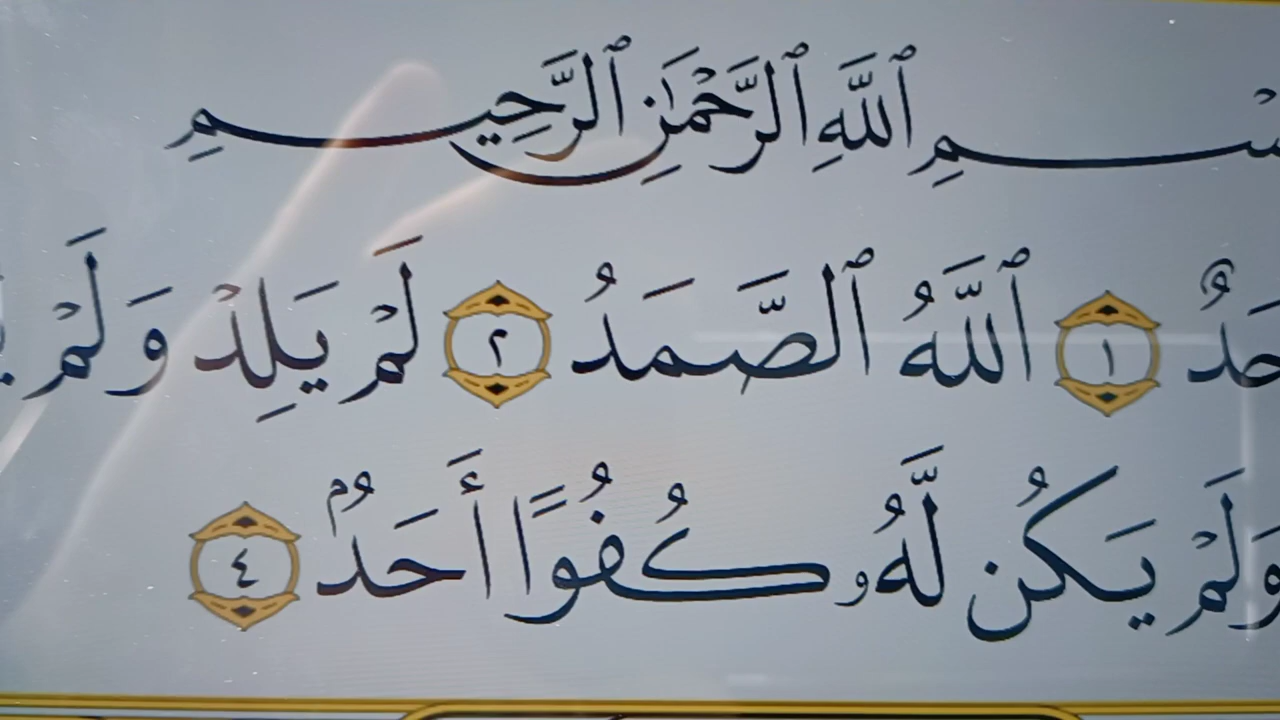 ٱللَّهِ ٱلرَّحْمَٰنِ ٱلرَّحِيمِ
١ ٱللَّهُ ٱلصَّمَدُ ٢ لَمْ يَلِدْ وَلَمْ
وَلَمْ يَكُن لَّهُۥ كُفُوًا أَحَدٌۢ ٤